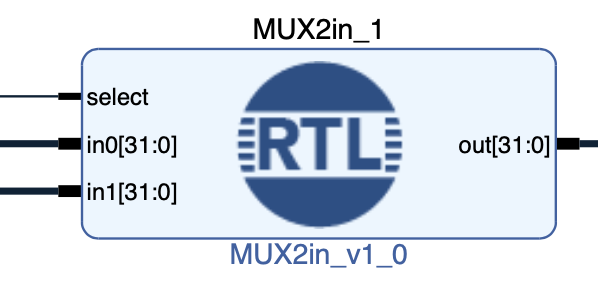 MUX2in_1
select
in0[31:0]
in1[31:0]
RTL
out[31:0]
MUX2in_v1_0